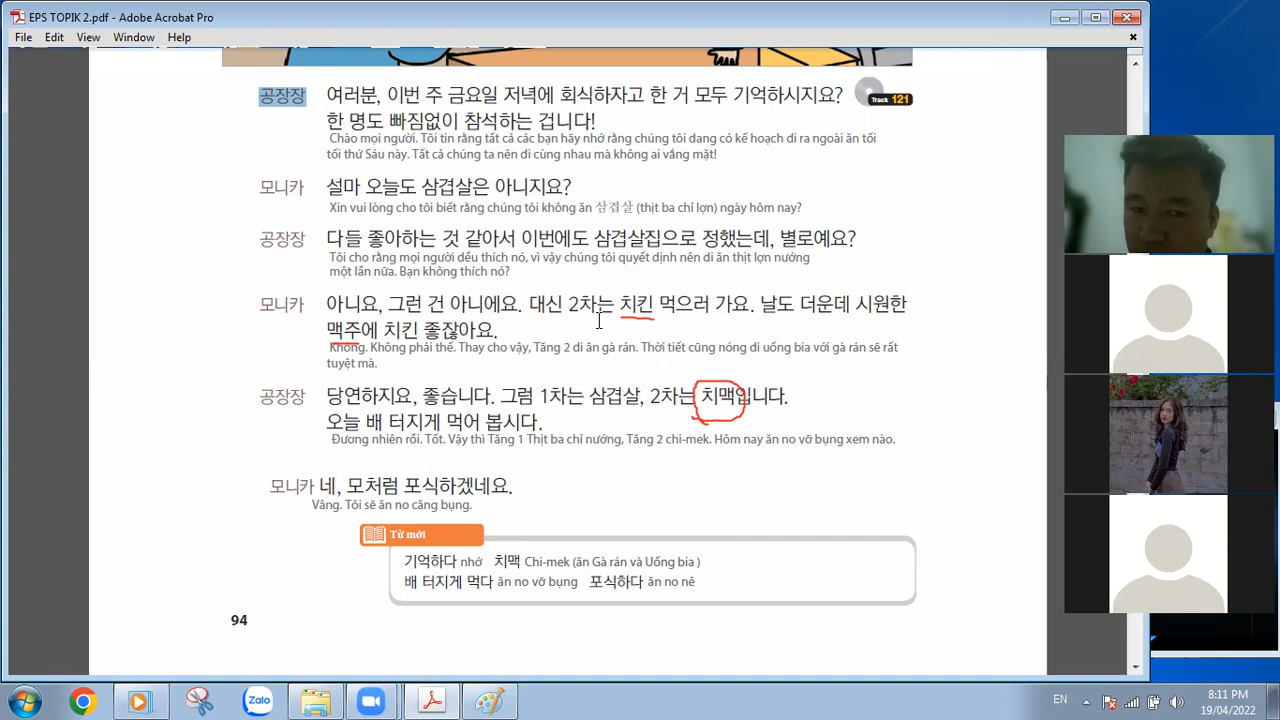 EPS TOPIK 2.pdf - Adobe Acrobat Pro
File Edit View Window Help
공장장 여러분, 이번 주 금요일 저녁에 회식하자고 한 거 모두 기억하시지요?
Track 121
한 명도 빠짐없이 참석하는 겁니다!
Chào mọi người. Tôi tin rằng tất cả các bạn hãy nhớ rằng chúng tôi đang có kế hoạch đi ra ngoài ăn tối
tối thứ Sáu này. Tất cả chúng ta nên đi cùng nhau mà không ai vắng mặt!
모니카 설마 오늘도 삼겹살은 아니지요?
Xin vui lòng cho tôi biết rằng chúng tôi không ăn 삼겹살 (thịt ba chỉ lợn) ngày hôm nay?
공장장 다들 좋아하는 것 같아서 이번에도 삼겹살집으로 정했는데, 별로예요?
Tôi cho rằng mọi người đều thích nó, vì vậy chúng tôi quyết định nên đi ăn thịt lợn nướng
một lần nữa. Bạn không thích nó?
모니카 아니요, 그런 건 아니에요. 대신 2차는 치킨 먹으러 가요. 날도 더운데 시원한
맥주에 치킨 좋잖아요.
Không. Không phải thế. Thay cho vậy, Tăng 2 đi ăn gà rán. Thời tiết cũng nóng đi uống bia với gà rán sẽ rất
tuyệt mà.
공장장 당연하지요, 좋습니다. 그럼 1차는 삼겹살, 2차는 치맥입니다.
오늘 배 터지게 먹어 봅시다.
Đương nhiên rồi. Tốt. Vậy thì Tăng 1 Thịt ba chỉ nướng, Tăng 2 chi-mek. Hôm nay ăn no vỡ bụng xem nào.
모니카 네, 모처럼 포식하겠네요.
Vâng. Tôi sẽ ăn no căng bụng.
Từ mới
기억하다 nhớ 치맥 Chi-mek (ăn Gà rán và Uống bia )
배 터지게 먹다 ăn no vỡ bụng 포식하다 ăn no nê
94
Zalo
EN
8:11 PM
19/04/2022